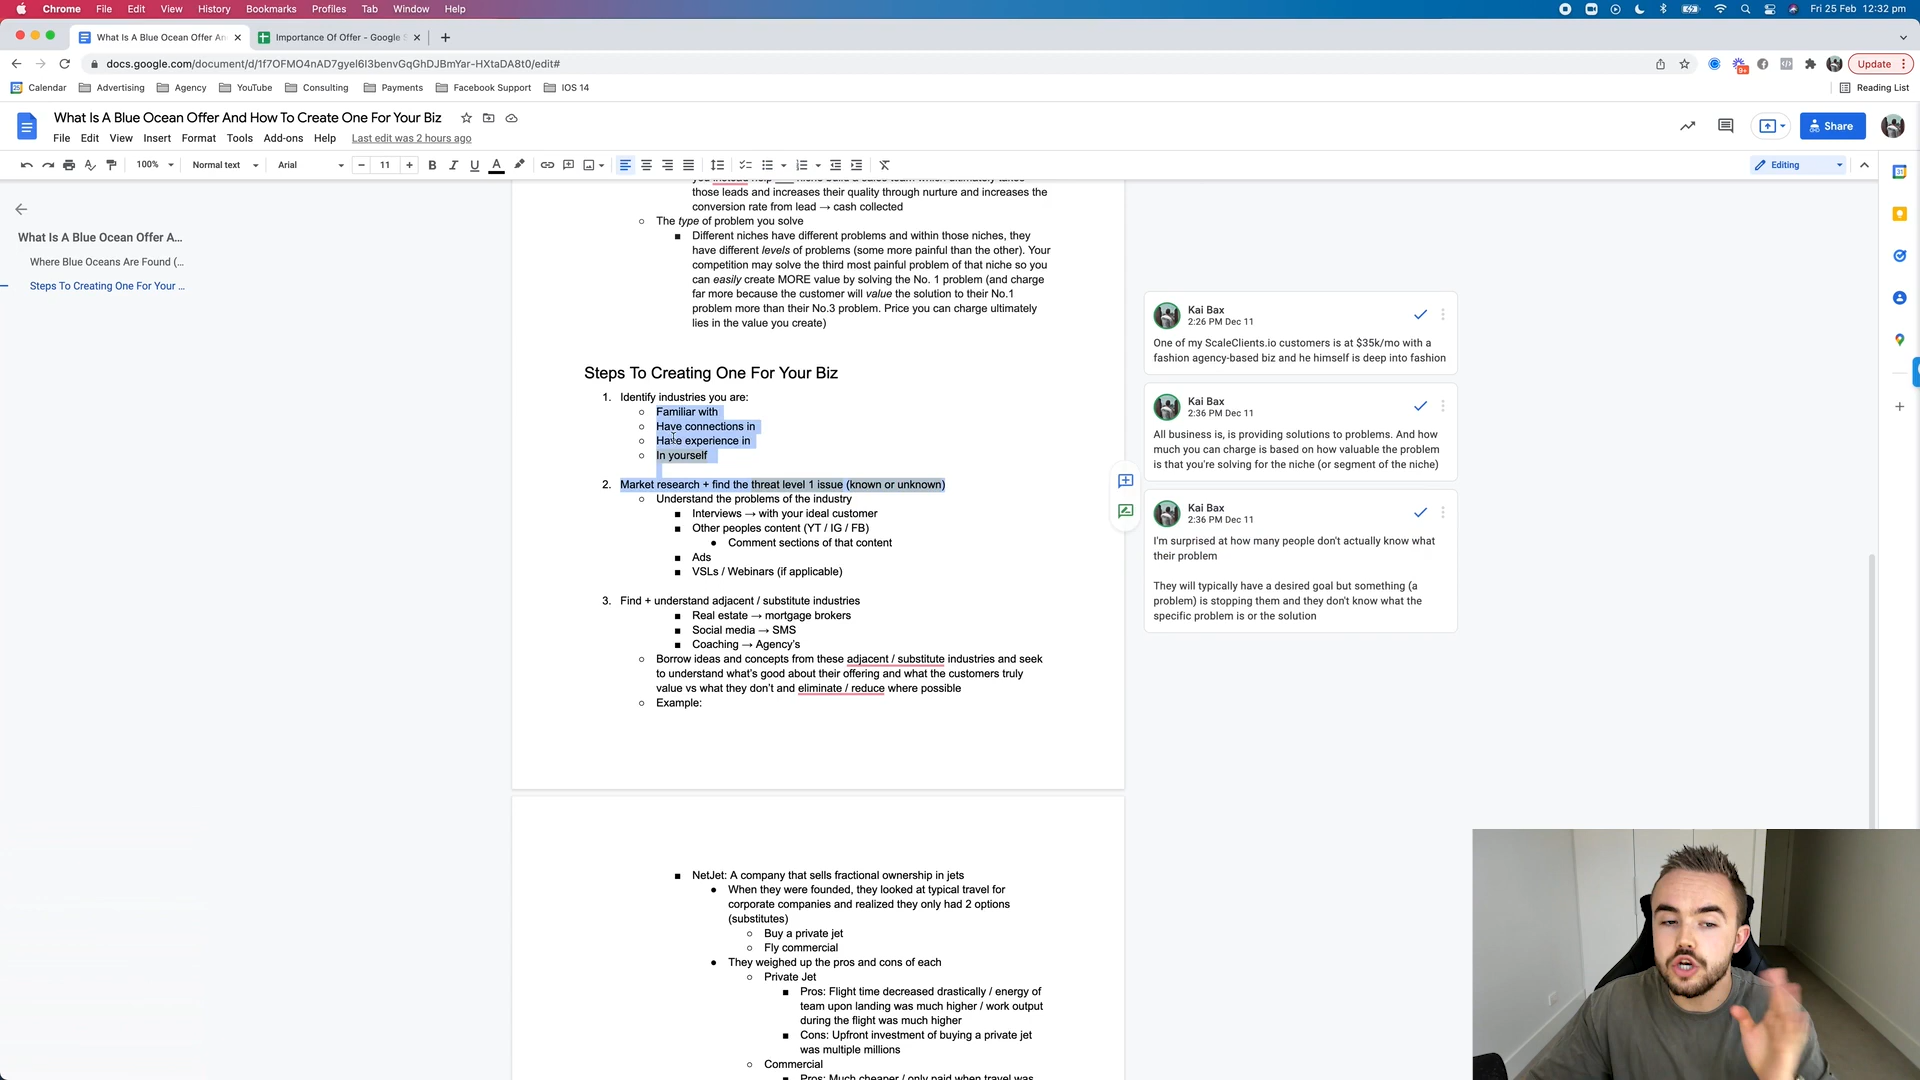 Chrome File Edit View History Bookmarks Profiles Tab Window Help
Fri 25 Feb 12:32 pm
What Is A Blue Ocean Offer An
Importance Of Offer - Google S
docs.google.com/document/d/
Update
Calendar Advertising Agency YouTube Consulting Payments Facebook Support IOS 14
Reading List
What Is A Blue Ocean Offer And How To Create One For Your Biz
File Edit View Insert Format Tools Add-ons Help Last edit was 2 hours ago
Share
100% Normal text Arial 11
Editing
What Is A Blue Ocean Offer A...
Where Blue Oceans Are Found (...
Steps To Creating One For Your ...
those leads and increases their quality through nurture and increases the
conversion rate from lead → cash collected
○ The type of problem you solve
■ Different niches have different problems and within those niches, they
have different levels of problems (some more painful than the other). Your
competition may solve the third most painful problem of that niche so you
can easily create MORE value by solving the No. 1 problem (and charge
far more because the customer will value the solution to their No.1
problem more than their No.3 problem. Price you can charge ultimately
lies in the value you create)
Steps To Creating One For Your Biz
1. Identify industries you are:
○ Familiar with
○ Have connections in
○ Have experience in
○ In yourself
2. Market research + find the threat level 1 issue (known or unknown)
○ Understand the problems of the industry
■ Interviews → with your ideal customer
■ Other peoples content (YT / IG / FB)
● Comment sections of that content
■ Ads
■ VSLs / Webinars (if applicable)
3. Find + understand adjacent / substitute industries
■ Real estate → mortgage brokers
■ Social media → SMS
■ Coaching → Agency's
○ Borrow ideas and concepts from these adjacent / substitute industries and seek
to understand what's good about their offering and what the customers truly
value vs what they don't and eliminate / reduce where possible
○ Example:
■ NetJet: A company that sells fractional ownership in jets
● When they were founded, they looked at typical travel for
corporate companies and realized they only had 2 options
(substitutes)
○ Buy a private jet
○ Fly commercial
● They weighed up the pros and cons of each
○ Private Jet
■ Pros: Flight time decreased drastically / energy of
team upon landing was much higher / work output
during the flight was much higher
■ Cons: Upfront investment of buying a private jet
was multiple millions
○ Commercial
■ Pros: Much cheaper / only paid when travel was
Kai Bax
2:26 PM Dec 11
One of my ScaleClients.io customers is at $35k/mo with a
fashion agency-based biz and he himself is deep into fashion
Kai Bax
2:36 PM Dec 11
All business is, is providing solutions to problems. And how
much you can charge is based on how valuable the problem
is that you're solving for the niche (or segment of the niche)
Kai Bax
2:36 PM Dec 11
I'm surprised at how many people don't actually know what
their problem
They will typically have a desired goal but something (a
problem) is stopping them and they don't know what the
specific problem is or the solution